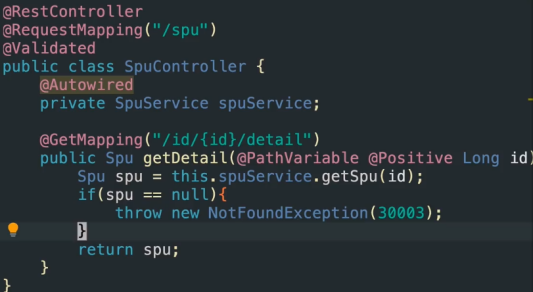 @RestController
@RequestMapping("/spu")
@Validated
public class SpuController {
    @Autowired
    private SpuService spuService;

    @GetMapping("/id/{id}/detail")
    public Spu getDetail(@PathVariable @Positive Long id)
        Spu spu = this.spuService.getSpu(id);
        if(spu == null){
            throw new NotFoundException(30003);
        }
        return spu;
    }
}